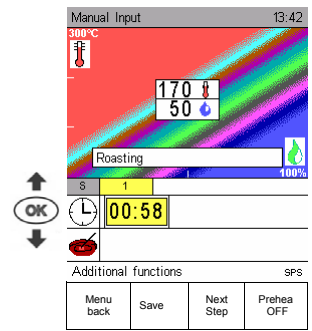 Manual Input 13:42
300°C
170
50
Roasting
100%
S 1
OK
00:58
Additional functions SPS
Menu
back
Save
Next
Step
Prehea
OFF